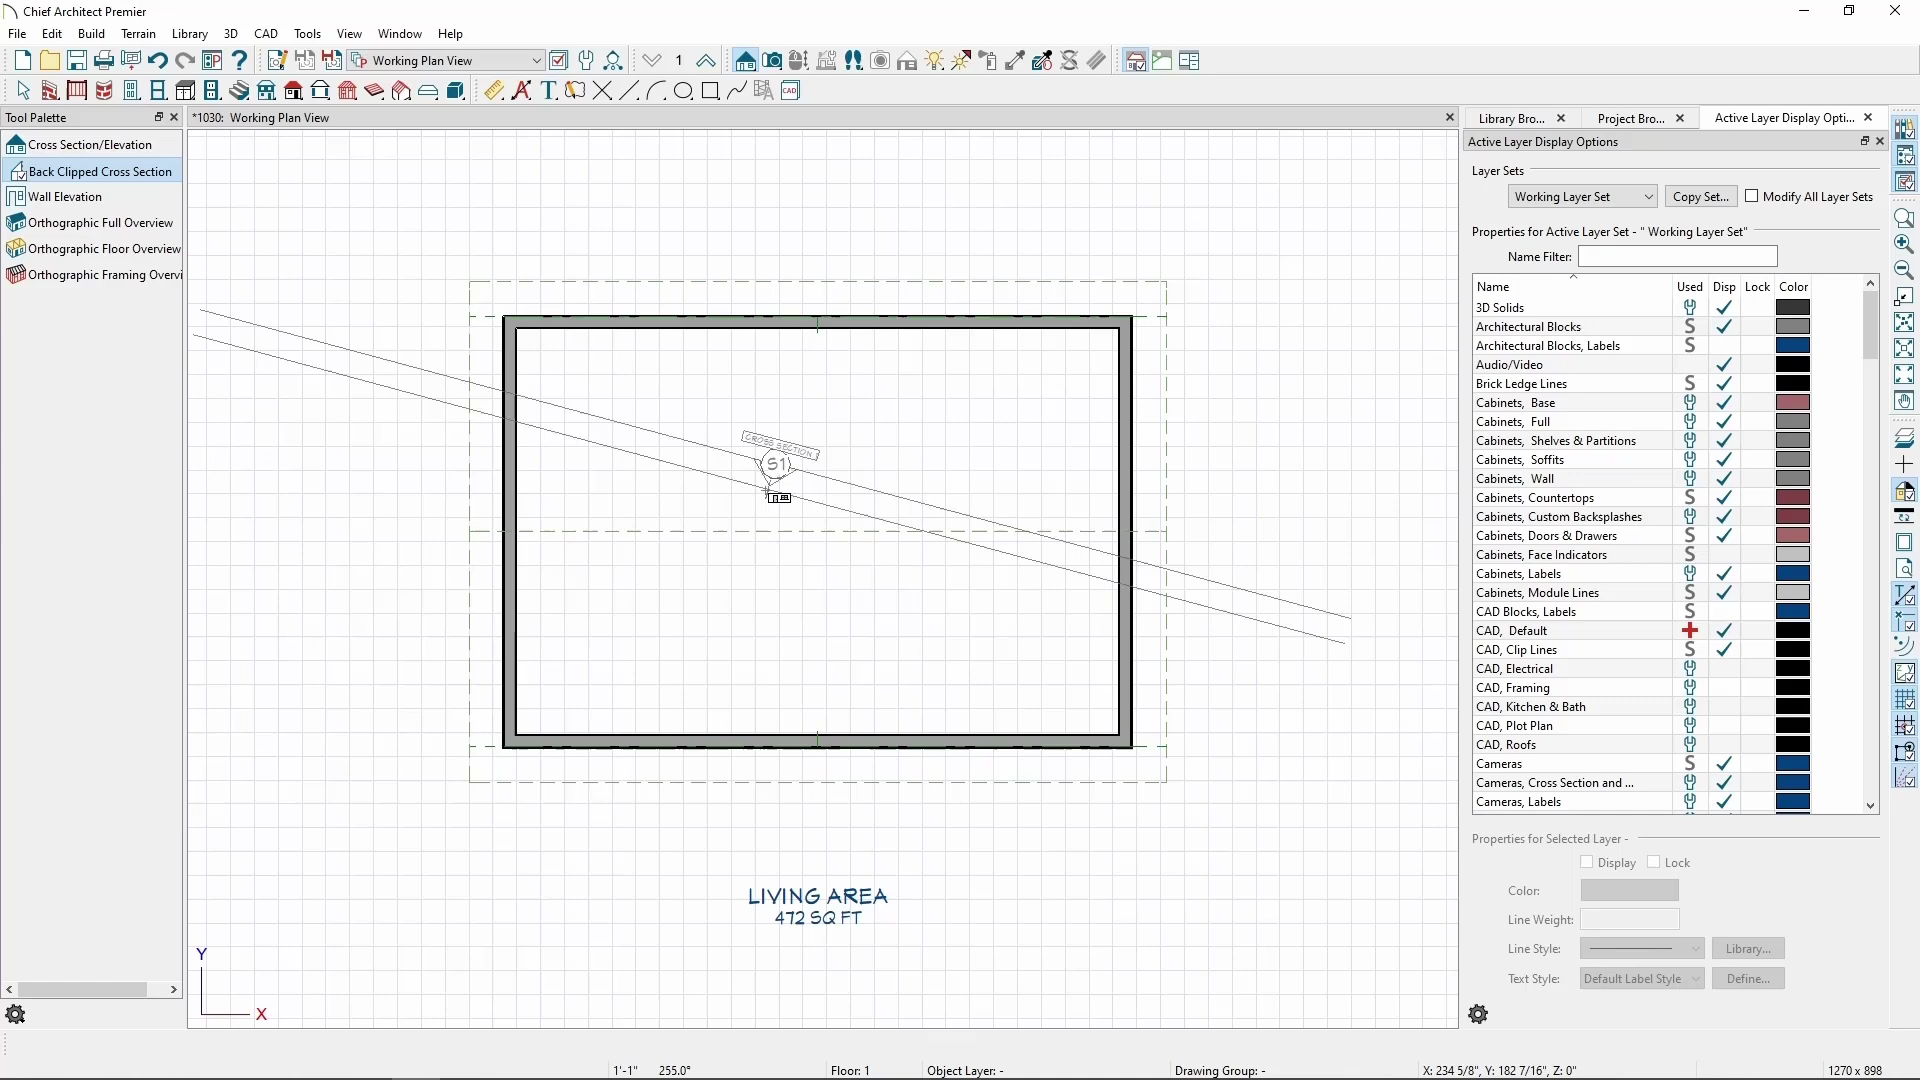 Chief Architect Premier
File Edit Build Terrain Library 3D CAD Tools View Window Help
Working Plan View
1
CAD
Tool Palette
*1030: Working Plan View
Cross Section/Elevation
Back Clipped Cross Section
Wall Elevation
Orthographic Full Overview
Orthographic Floor Overview
Orthographic Framing Overvi
CROSS SECTION
S1
LIVING AREA
472 SQ FT
Y
X
Library Bro...
Project Bro...
Active Layer Display Opti...
Active Layer Display Options
Layer Sets
Working Layer Set
Copy Set...
Modify All Layer Sets
Properties for Active Layer Set - " Working Layer Set"
Name Filter:
Name Used Disp Lock Color
3D Solids
Architectural Blocks S
Architectural Blocks, Labels S
Audio/Video
Brick Ledge Lines S
Cabinets, Base
Cabinets, Full
Cabinets, Shelves & Partitions
Cabinets, Soffits
Cabinets, Wall
Cabinets, Countertops S
Cabinets, Custom Backsplashes
Cabinets, Doors & Drawers S
Cabinets, Face Indicators S
Cabinets, Labels
Cabinets, Module Lines S
CAD Blocks, Labels S
CAD, Default
CAD, Clip Lines S
CAD, Electrical
CAD, Framing
CAD, Kitchen & Bath
CAD, Plot Plan
CAD, Roofs
Cameras S
Cameras, Cross Section and ...
Cameras, Labels
Properties for Selected Layer -
Display Lock
Color:
Line Weight:
Line Style:
Library...
Text Style:
Default Label Style
Define...
1'-1" 255.0° Floor: 1 Object Layer: - Drawing Group: - X: 234 5/8", Y: 182 7/16", Z: 0" 1270 x 898